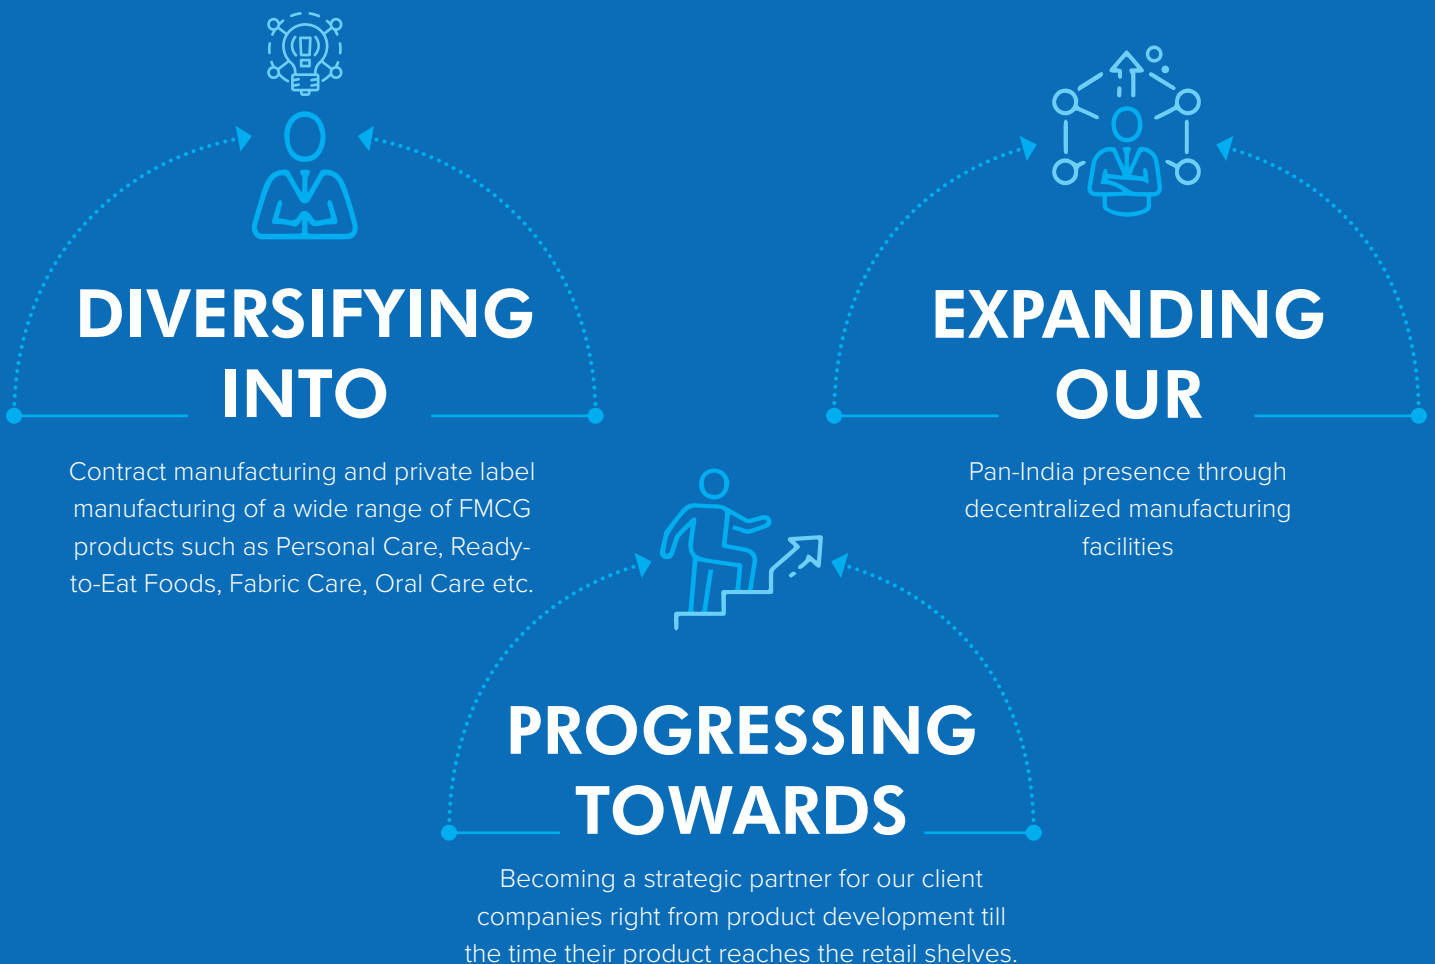 DIVERSIFYING
INTO
Contract manufacturing and private label
manufacturing of a wide range of FMCG
products such as Personal Care, Ready-
to-Eat Foods, Fabric Care, Oral Care etc.
EXPANDING
OUR
Pan-India presence through
decentralized manufacturing
facilities
PROGRESSING
TOWARDS
Becoming a strategic partner for our client
companies right from product development till
the time their product reaches the retail shelves.